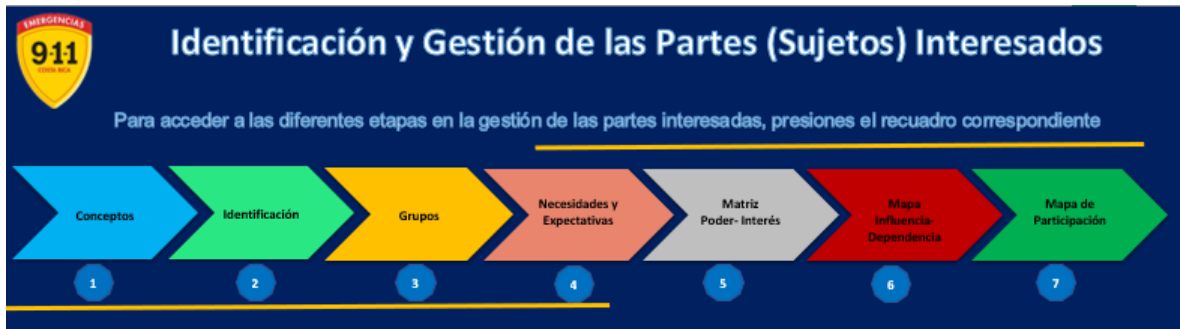 EMERGENCIAS
9·1·1
COSTA RICA
Identificación y Gestión de las Partes (Sujetos) Interesados
Para acceder a las diferentes etapas en la gestión de las partes interesadas, presiones el recuadro correspondiente
Conceptos
Identificación
Grupos
Necesidades y
Expectativas
Matriz
Poder- Interés
Mapa
Influencia-
Dependencia
Mapa de
Participación
1
2
3
4
5
6
7